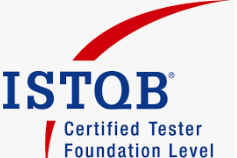 ISTQB®
Certified Tester
Foundation Level